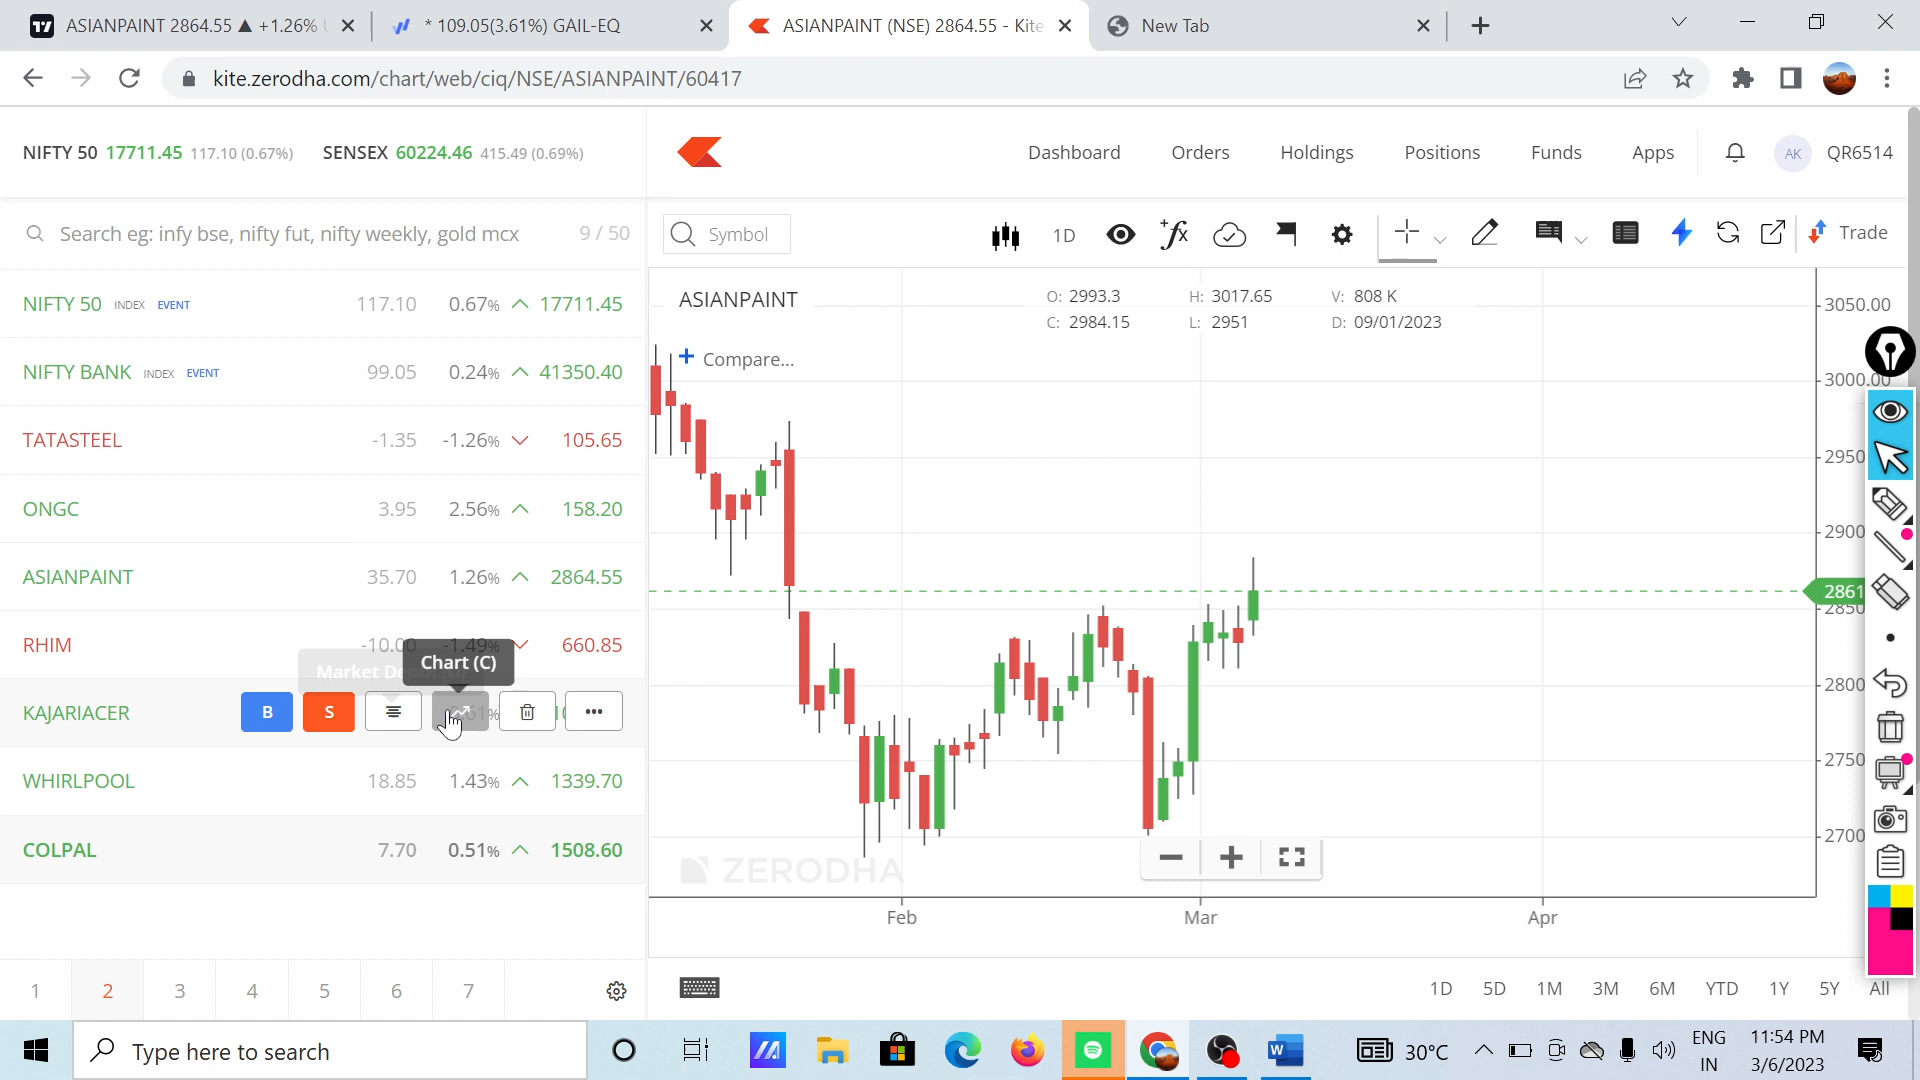 ASIANPAINT 2864.55 ▲ +1.26%
* 109.05(3.61%) GAIL-EQ
ASIANPAINT (NSE) 2864.55 - Kite
New Tab
kite.zerodha.com/chart/web/ciq/NSE/ASIANPAINT/60417
NIFTY 50 17711.45 117.10 (0.67%) SENSEX 60224.46 415.49 (0.69%)
Dashboard Orders Holdings Positions Funds Apps AK QR6514
Search eg: infy bse, nifty fut, nifty weekly, gold mcx 9 / 50
Symbol 1D Trade
NIFTY 50 INDEX EVENT 117.10 0.67% 17711.45
NIFTY BANK INDEX EVENT 99.05 0.24% 41350.40
TATASTEEL -1.35 -1.26% 105.65
ONGC 3.95 2.56% 158.20
ASIANPAINT 35.70 1.26% 2864.55
RHIM -10.00 -1.49% 660.85
Chart (C)
KAJARIACER B S
WHIRLPOOL 18.85 1.43% 1339.70
COLPAL 7.70 0.51% 1508.60
1 2 3 4 5 6 7
ASIANPAINT
O: 2993.3 H: 3017.65 V: 808 K
C: 2984.15 L: 2951 D: 09/01/2023
+ Compare...
3050.00
3000.00
2950
2900
2861
2850
2800
2750
2700
ZERODHA
Feb Mar Apr
1D 5D 1M 3M 6M YTD 1Y 5Y All
Type here to search
30°C
ENG
IN
11:54 PM
3/6/2023